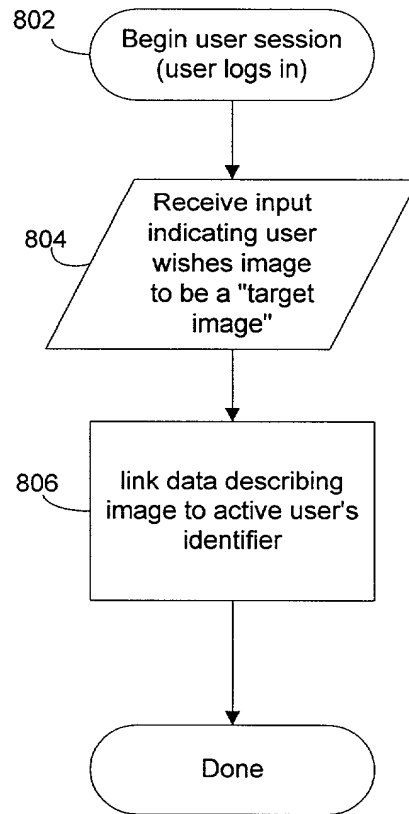 802
Begin user session
(user logs in)
804
Receive input
indicating user
wishes image
to be a "target
image"
806
link data describing
image to active user's
identifier
Done